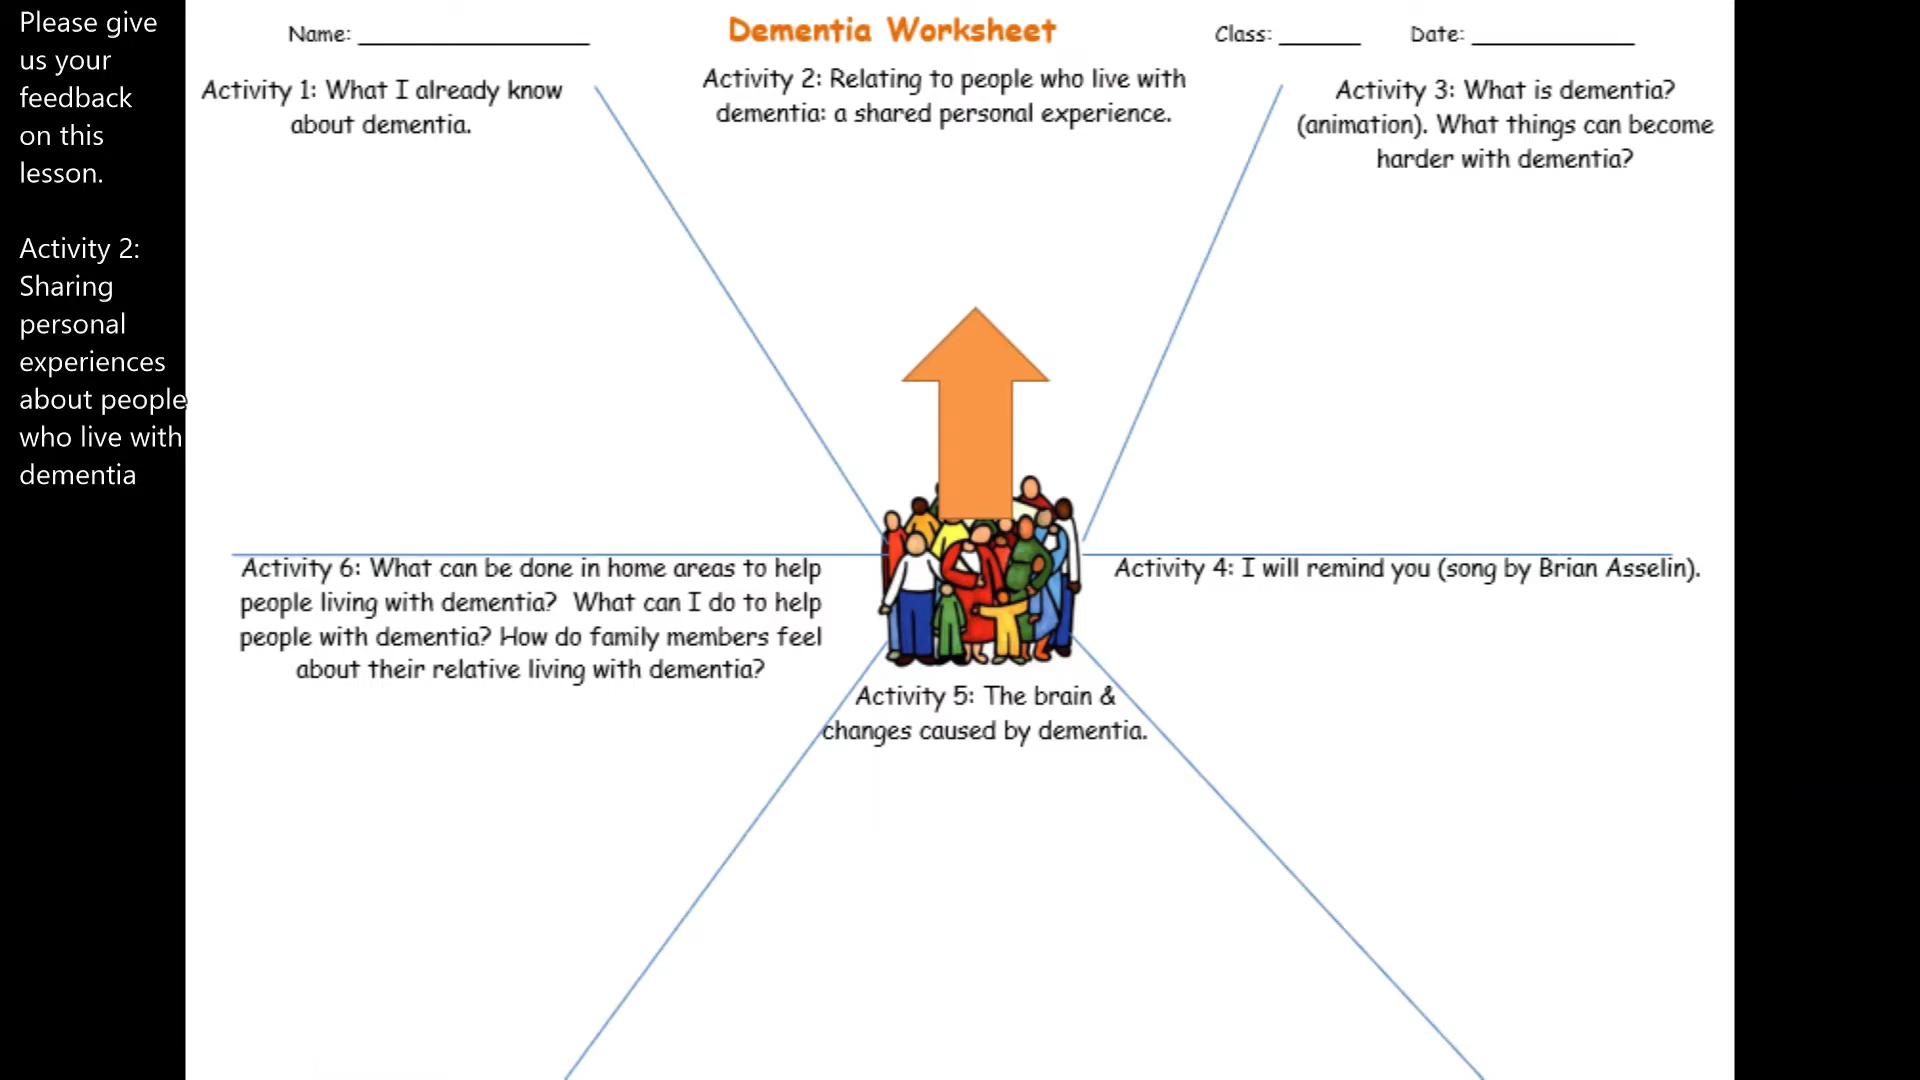 Please give
us your
feedback
on this
lesson.
Activity 2:
Sharing
personal
experiences
about people
who live with
dementia
Name: _________________
Dementia Worksheet
Class: ______
Date: ____________
Activity 1: What I already know
about dementia.
Activity 2: Relating to people who live with
dementia: a shared personal experience.
Activity 3: What is dementia?
(animation). What things can become
harder with dementia?
Activity 6: What can be done in home areas to help
people living with dementia?  What can I do to help
people with dementia? How do family members feel
about their relative living with dementia?
Activity 4: I will remind you (song by Brian Asselin).
Activity 5: The brain &
changes caused by dementia.